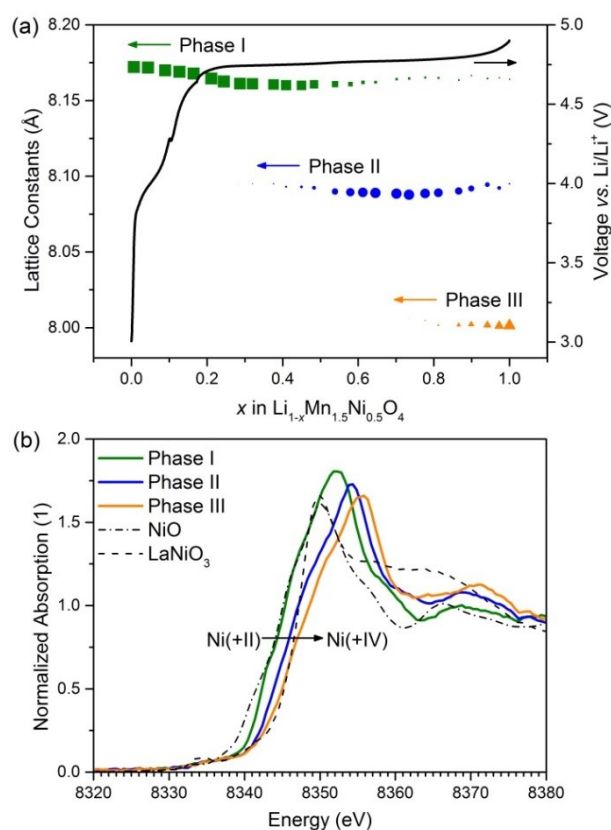 (a)
8.20
8.15
8.10
8.05
8.00
Lattice Constants (Å)
Phase I
Phase II
Phase III
5.0
4.5
4.0
3.5
3.0
Voltage vs. Li/Li⁺ (V)
0.0 0.2 0.4 0.6 0.8 1.0
x in Li₁₋ₓMn₁.₅Ni₀.₅O₄
(b)
2.0
1.5
1.0
0.5
0.0
Normalized Absorption (1)
Phase I
Phase II
Phase III
NiO
LaNiO₃
Ni(+II) Ni(+IV)
8320 8330 8340 8350 8360 8370 8380
Energy (eV)